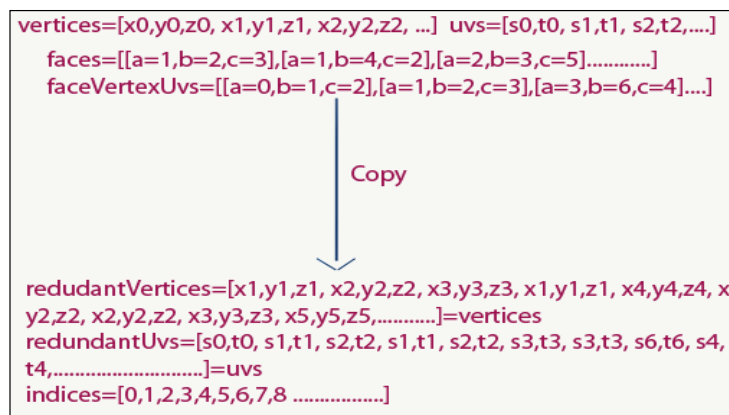 vertices=[x0,y0,z0, x1,y1,z1, x2,y2,z2, ...] uvs=[s0,t0, s1,t1, s2,t2,....]
faces=[[a=1,b=2,c=3],[a=1,b=4,c=2],[a=2,b=3,c=5]............]
faceVertexUvs=[[a=0,b=1,c=2],[a=1,b=2,c=3],[a=3,b=6,c=4]....]
Copy
redudantVertices=[x1,y1,z1, x2,y2,z2, x3,y3,z3, x1,y1,z1, x4,y4,z4, x
y2,z2, x2,y2,z2, x3,y3,z3, x5,y5,z5,...........]=vertices
redundantUvs=[s0,t0, s1,t1, s2,t2, s1,t1, s2,t2, s3,t3, s3,t3, s6,t6, s4,
t4,.............................]=uvs
indices=[0,1,2,3,4,5,6,7,8 .................]